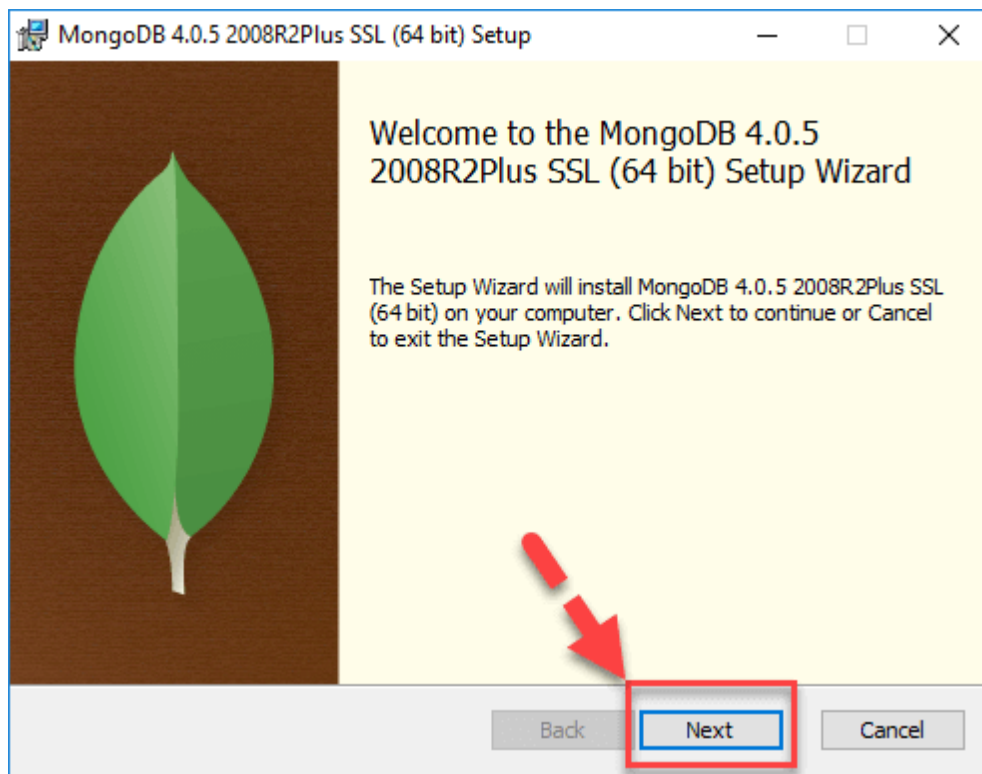 MongoDB 4.0.5 2008R2Plus SSL (64 bit) Setup
Welcome to the MongoDB 4.0.5
2008R2Plus SSL (64 bit) Setup Wizard
The Setup Wizard will install MongoDB 4.0.5 2008R2Plus SSL
(64 bit) on your computer. Click Next to continue or Cancel
to exit the Setup Wizard.
Back Next Cancel